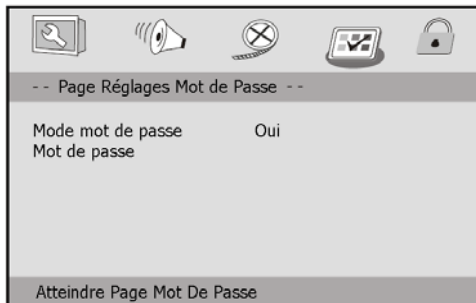 - - Page Réglages Mot de Passe - -
Mode mot de passe Oui
Mot de passe
Atteindre Page Mot De Passe